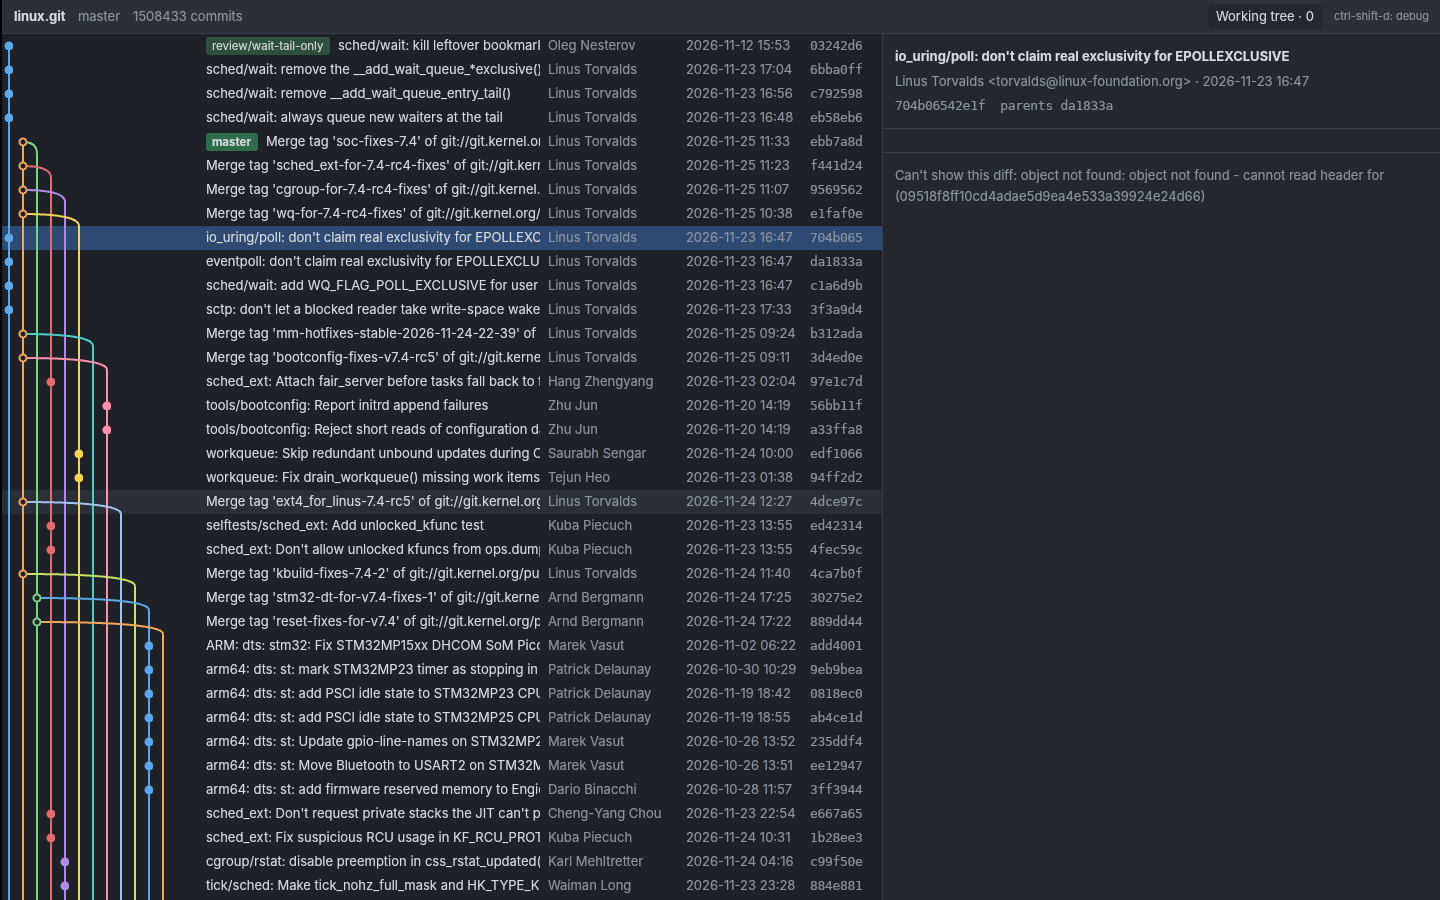 linux.git master 1508433 commits Working tree · 0 ctrl-shift-d: debug
review/wait-tail-only sched/wait: kill leftover bookmark Oleg Nesterov 2026-11-12 15:53 03242d6
sched/wait: remove the __add_wait_queue_*exclusive() Linus Torvalds 2026-11-23 17:04 6bba0ff
sched/wait: remove __add_wait_queue_entry_tail() Linus Torvalds 2026-11-23 16:56 c792598
sched/wait: always queue new waiters at the tail Linus Torvalds 2026-11-23 16:48 eb58eb6
master Merge tag 'soc-fixes-7.4' of git://git.kernel.or Linus Torvalds 2026-11-25 11:33 ebb7a8d
Merge tag 'sched_ext-for-7.4-rc4-fixes' of git://git.kern Linus Torvalds 2026-11-25 11:23 f441d24
Merge tag 'cgroup-for-7.4-rc4-fixes' of git://git.kernel. Linus Torvalds 2026-11-25 11:07 9569562
Merge tag 'wq-for-7.4-rc4-fixes' of git://git.kernel.org/ Linus Torvalds 2026-11-25 10:38 e1faf0e
io_uring/poll: don't claim real exclusivity for EPOLLEXC Linus Torvalds 2026-11-23 16:47 704b065
eventpoll: don't claim real exclusivity for EPOLLEXCLU Linus Torvalds 2026-11-23 16:47 da1833a
sched/wait: add WQ_FLAG_POLL_EXCLUSIVE for user Linus Torvalds 2026-11-23 16:47 c1a6d9b
sctp: don't let a blocked reader take write-space wake Linus Torvalds 2026-11-23 17:33 3f3a9d4
Merge tag 'mm-hotfixes-stable-2026-11-24-22-39' of Linus Torvalds 2026-11-25 09:24 b312ada
Merge tag 'bootconfig-fixes-v7.4-rc5' of git://git.kerne Linus Torvalds 2026-11-25 09:11 3d4ed0e
sched_ext: Attach fair_server before tasks fall back to f Hang Zhengyang 2026-11-23 02:04 97e1c7d
tools/bootconfig: Report initrd append failures Zhu Jun 2026-11-20 14:19 56bb11f
tools/bootconfig: Reject short reads of configuration d Zhu Jun 2026-11-20 14:19 a33ffa8
workqueue: Skip redundant unbound updates during C Saurabh Sengar 2026-11-24 10:00 edf1066
workqueue: Fix drain_workqueue() missing work items Tejun Heo 2026-11-23 01:38 94ff2d2
Merge tag 'ext4_for_linus-7.4-rc5' of git://git.kernel.org Linus Torvalds 2026-11-24 12:27 4dce97c
selftests/sched_ext: Add unlocked_kfunc test Kuba Piecuch 2026-11-23 13:55 ed42314
sched_ext: Don't allow unlocked kfuncs from ops.dump Kuba Piecuch 2026-11-23 13:55 4fec59c
Merge tag 'kbuild-fixes-7.4-2' of git://git.kernel.org/pu Linus Torvalds 2026-11-24 11:40 4ca7b0f
Merge tag 'stm32-dt-for-v7.4-fixes-1' of git://git.kerne Arnd Bergmann 2026-11-24 17:25 30275e2
Merge tag 'reset-fixes-for-v7.4' of git://git.kernel.org/p Arnd Bergmann 2026-11-24 17:22 889dd44
ARM: dts: stm32: Fix STM32MP15xx DHCOM SoM Picc Marek Vasut 2026-11-02 06:22 add4001
arm64: dts: st: mark STM32MP23 timer as stopping in Patrick Delaunay 2026-10-30 10:29 9eb9bea
arm64: dts: st: add PSCI idle state to STM32MP23 CPU Patrick Delaunay 2026-11-19 18:42 0818ec0
arm64: dts: st: add PSCI idle state to STM32MP25 CPU Patrick Delaunay 2026-11-19 18:55 ab4ce1d
arm64: dts: st: Update gpio-line-names on STM32MP2 Marek Vasut 2026-10-26 13:52 235ddf4
arm64: dts: st: Move Bluetooth to USART2 on STM32M Marek Vasut 2026-10-26 13:51 ee12947
arm64: dts: st: add firmware reserved memory to Engi Dario Binacchi 2026-10-28 11:57 3ff3944
sched_ext: Don't request private stacks the JIT can't p Cheng-Yang Chou 2026-11-23 22:54 e667a65
sched_ext: Fix suspicious RCU usage in KF_RCU_PROT Kuba Piecuch 2026-11-24 10:31 1b28ee3
cgroup/rstat: disable preemption in css_rstat_updated( Karl Mehltretter 2026-11-24 04:16 c99f50e
tick/sched: Make tick_nohz_full_mask and HK_TYPE_K Waiman Long 2026-11-23 23:28 884e881
io_uring/poll: don't claim real exclusivity for EPOLLEXCLUSIVE
Linus Torvalds <torvalds@linux-foundation.org> · 2026-11-23 16:47
704b06542e1f parents da1833a
Can't show this diff: object not found: object not found - cannot read header for
(09518f8ff10cd4adae5d9ea4e533a39924e24d66)